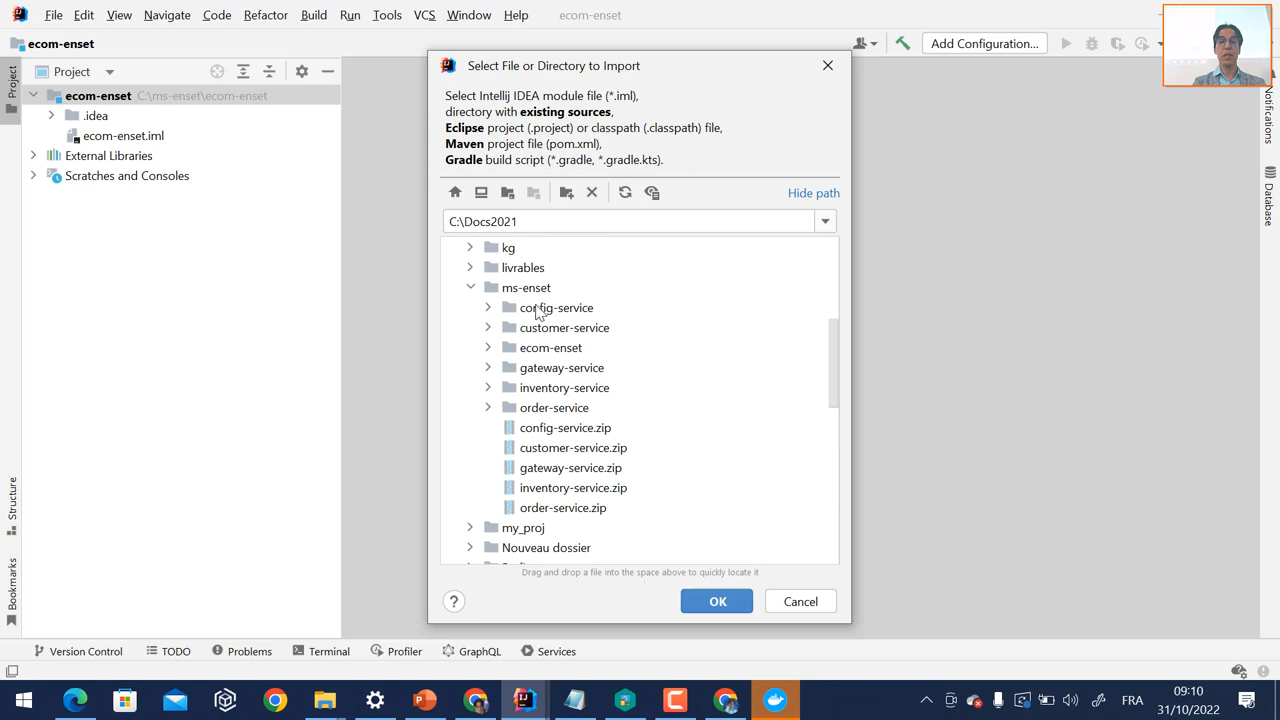 File Edit View Navigate Code Refactor Build Run Tools VCS Window Help ecom-enset
ecom-enset
Add Configuration...
Project
Project
ecom-enset C:\ms-enset\ecom-enset
.idea
ecom-enset.iml
External Libraries
Scratches and Consoles
Structure
Bookmarks
Select File or Directory to Import
Select Intellij IDEA module file (*.iml),
directory with existing sources,
Eclipse project (.project) or classpath (.classpath) file,
Maven project file (pom.xml),
Gradle build script (*.gradle, *.gradle.kts).
Hide path
C:\Docs2021
kg
livrables
ms-enset
config-service
customer-service
ecom-enset
gateway-service
inventory-service
order-service
config-service.zip
customer-service.zip
gateway-service.zip
inventory-service.zip
order-service.zip
my_proj
Nouveau dossier
Drag and drop a file into the space above to quickly locate it
? OK Cancel
Notifications
Database
Version Control TODO Problems Terminal Profiler GraphQL Services
FRA
09:10
31/10/2022